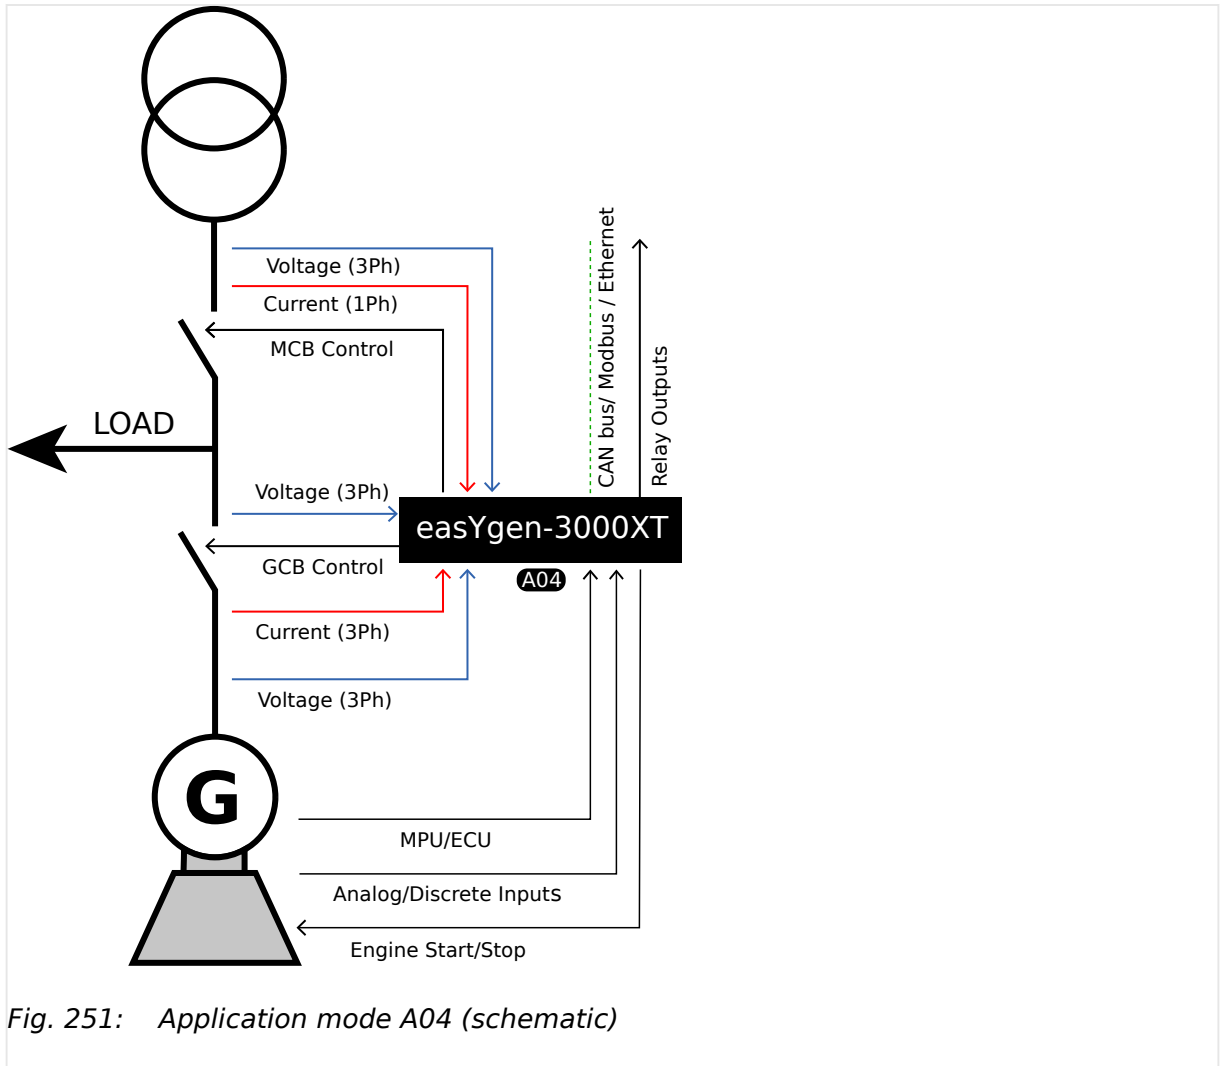 Voltage (3Ph)
Current (1Ph)
MCB Control
CAN bus/ Modbus / Ethernet
Relay Outputs
LOAD
Voltage (3Ph)
easYgen-3000XT
GCB Control
A04
Current (3Ph)
Voltage (3Ph)
G
MPU/ECU
Analog/Discrete Inputs
Engine Start/Stop
Fig. 251: Application mode A04 (schematic)